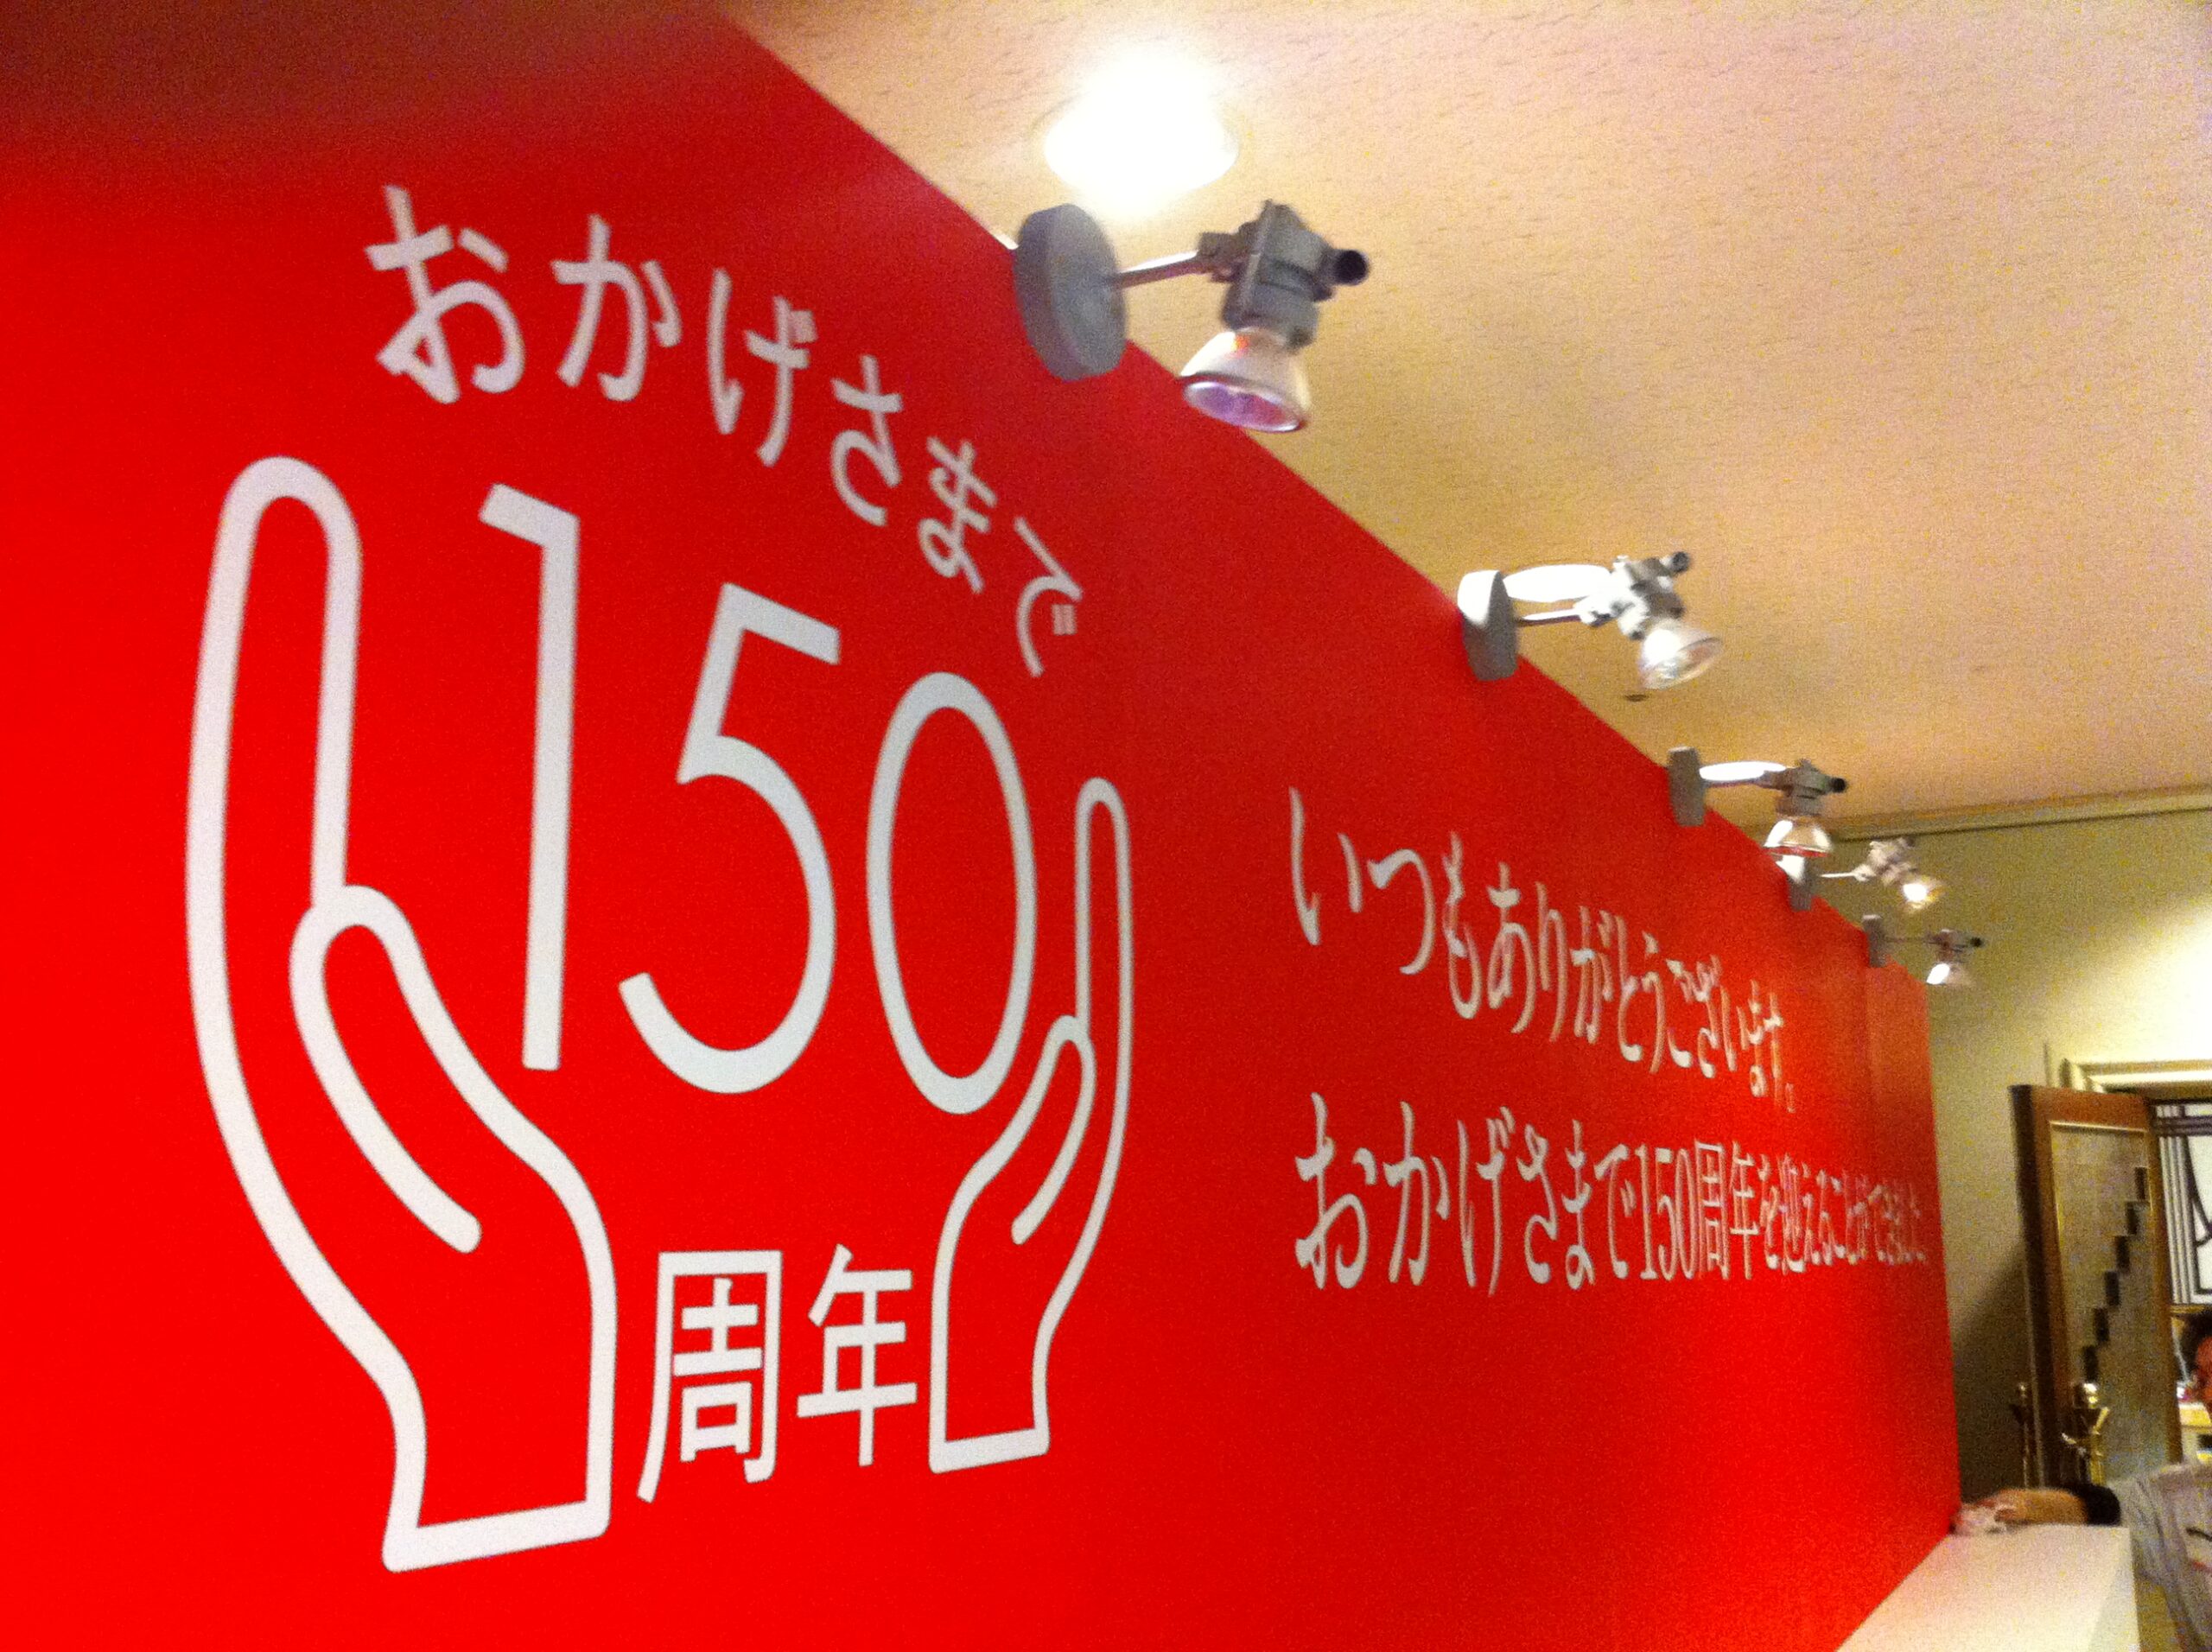 おかげさまで
150
周年
いつもありがとうございます。
おかげさまで150周年を迎えることができました